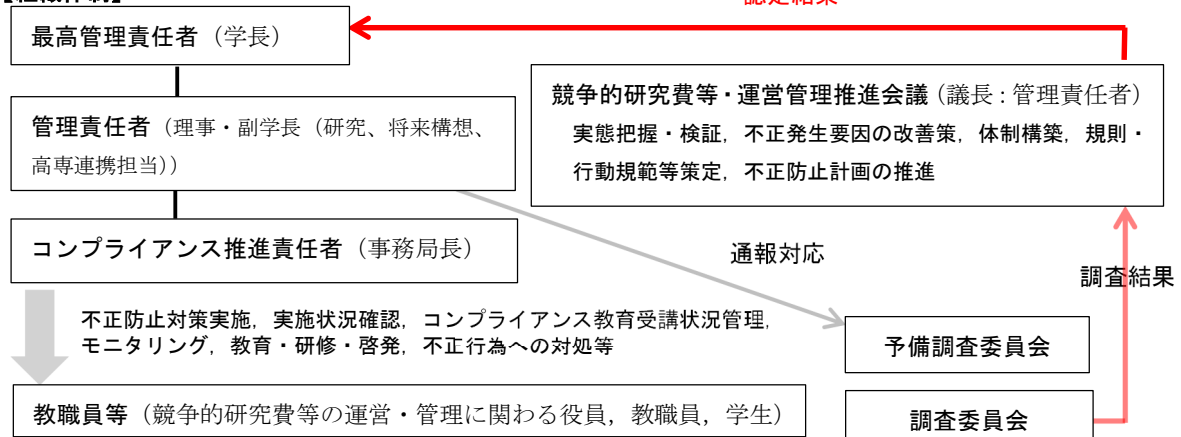 【組織体制】
認定結果
最高管理責任者（学長）
競争的研究費等・運営管理推進会議（議長：管理責任者）
実態把握・検証，不正発生要因の改善策，体制構築，規則・
行動規範等策定，不正防止計画の推進
管理責任者（理事・副学長（研究、将来構想、
高専連携担当））
コンプライアンス推進責任者（事務局長）
通報対応
調査結果
不正防止対策実施，実施状況確認，コンプライアンス教育受講状況管理，
モニタリング，教育・研修・啓発，不正行為への対処等
予備調査委員会
教職員等（競争的研究費等の運営・管理に関わる役員，教職員，学生）
調査委員会